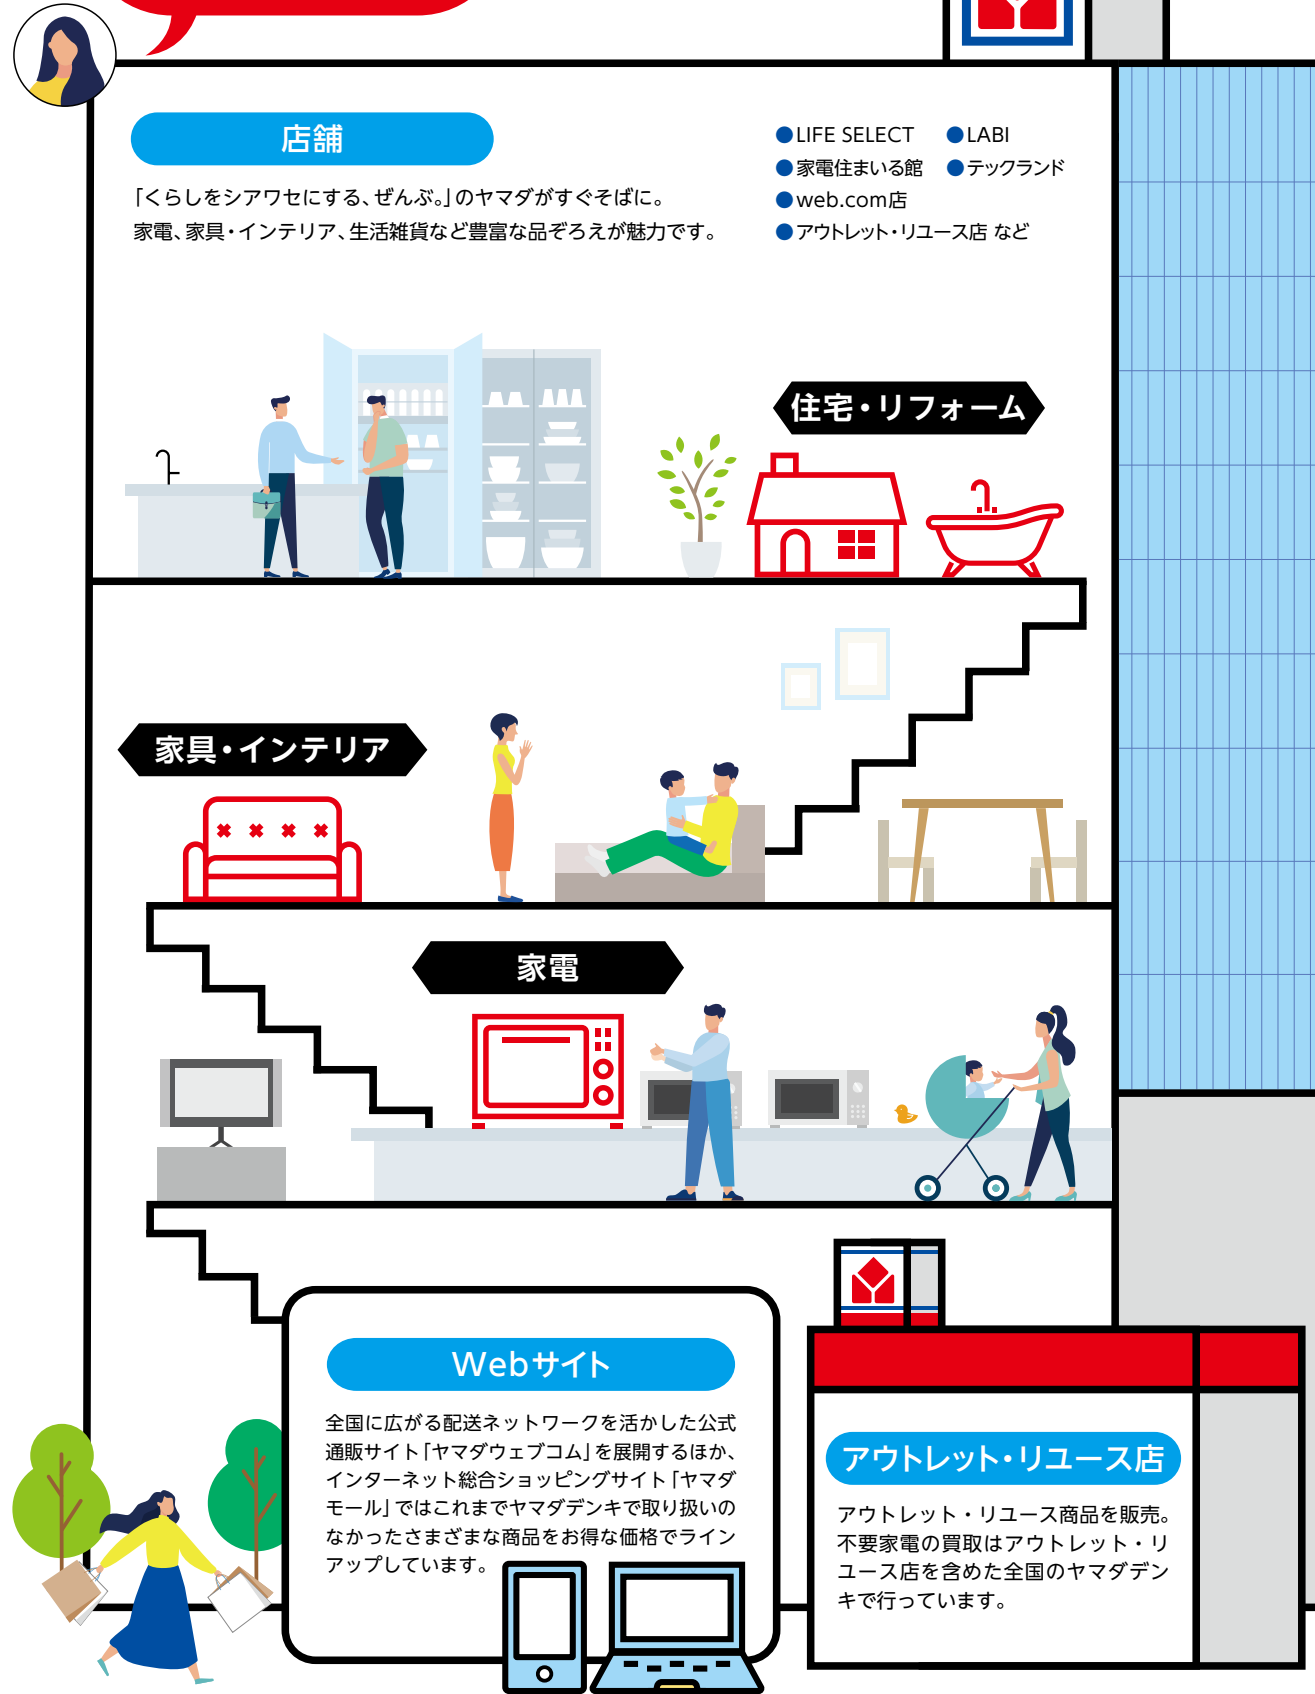 店舗
「くらしをシアワセにする、ぜんぶ。」のヤマダがすぐそばに。
家電、家具・インテリア、生活雑貨など豊富な品ぞろえが魅力です。
●LIFE SELECT ●LABI
●家電住まいる館 ●テックランド
●web.com店
●アウトレット・リユース店 など
住宅・リフォーム
家具・インテリア
家電
Webサイト
全国に広がる配送ネットワークを活かした公式
通販サイト「ヤマダウェブコム」を展開するほか、
インターネット総合ショッピングサイト「ヤマダ
モール」ではこれまでヤマダデンキで取り扱いの
なかったさまざまな商品をお得な価格でライン
アップしています。
アウトレット・リユース店
アウトレット・リユース商品を販売。
不要家電の買取はアウトレット・リ
ユース店を含めた全国のヤマダデン
キで行っています。